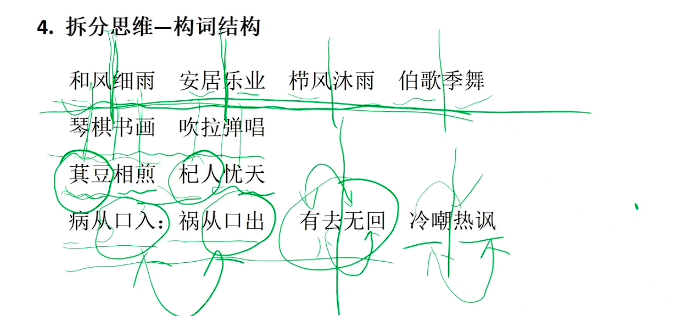 4. 拆分思维—构词结构
和风细雨 安居乐业 栉风沐雨 伯歌季舞
琴棋书画 吹拉弹唱
萁豆相煎 杞人忧天
病从口入：祸从口出 有去无回 冷嘲热讽